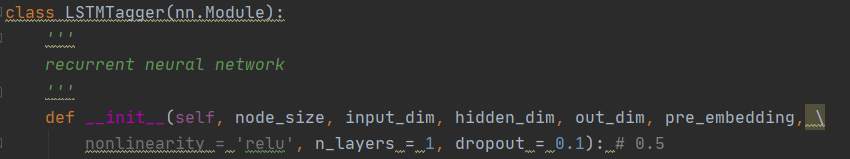 class LSTMTagger(nn.Module):
'''
recurrent neural network
'''
def __init__(self, node_size, input_dim, hidden_dim, out_dim, pre_embedding, \
nonlinearity = 'relu', n_layers = 1, dropout = 0.1): # 0.5